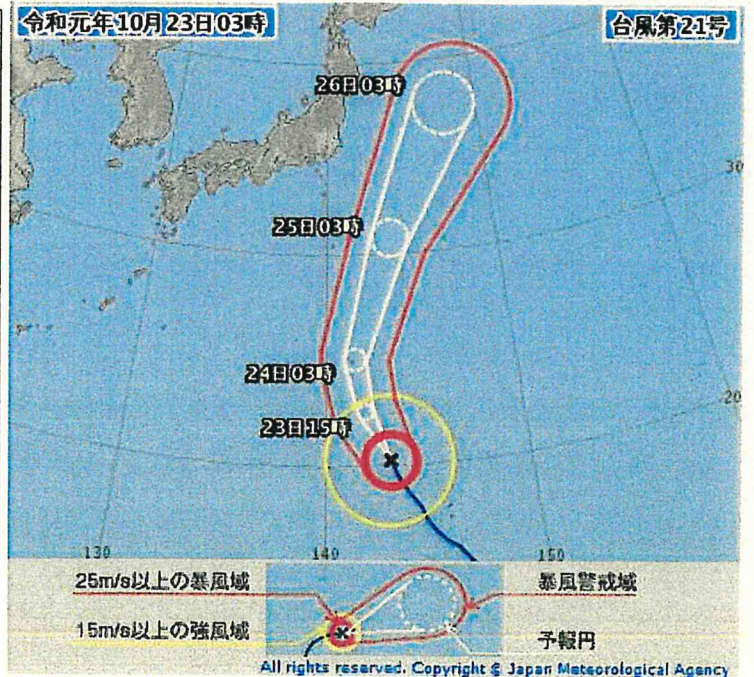 令和元年10月23日03時
台風第21号
26日03時
30
25日03時
24日03時
20
23日15時
130
140
150
25m/s以上の暴風域
暴風警戒域
15m/s以上の強風域
予報円
All rights reserved. Copyright © Japan Meteorological Agency